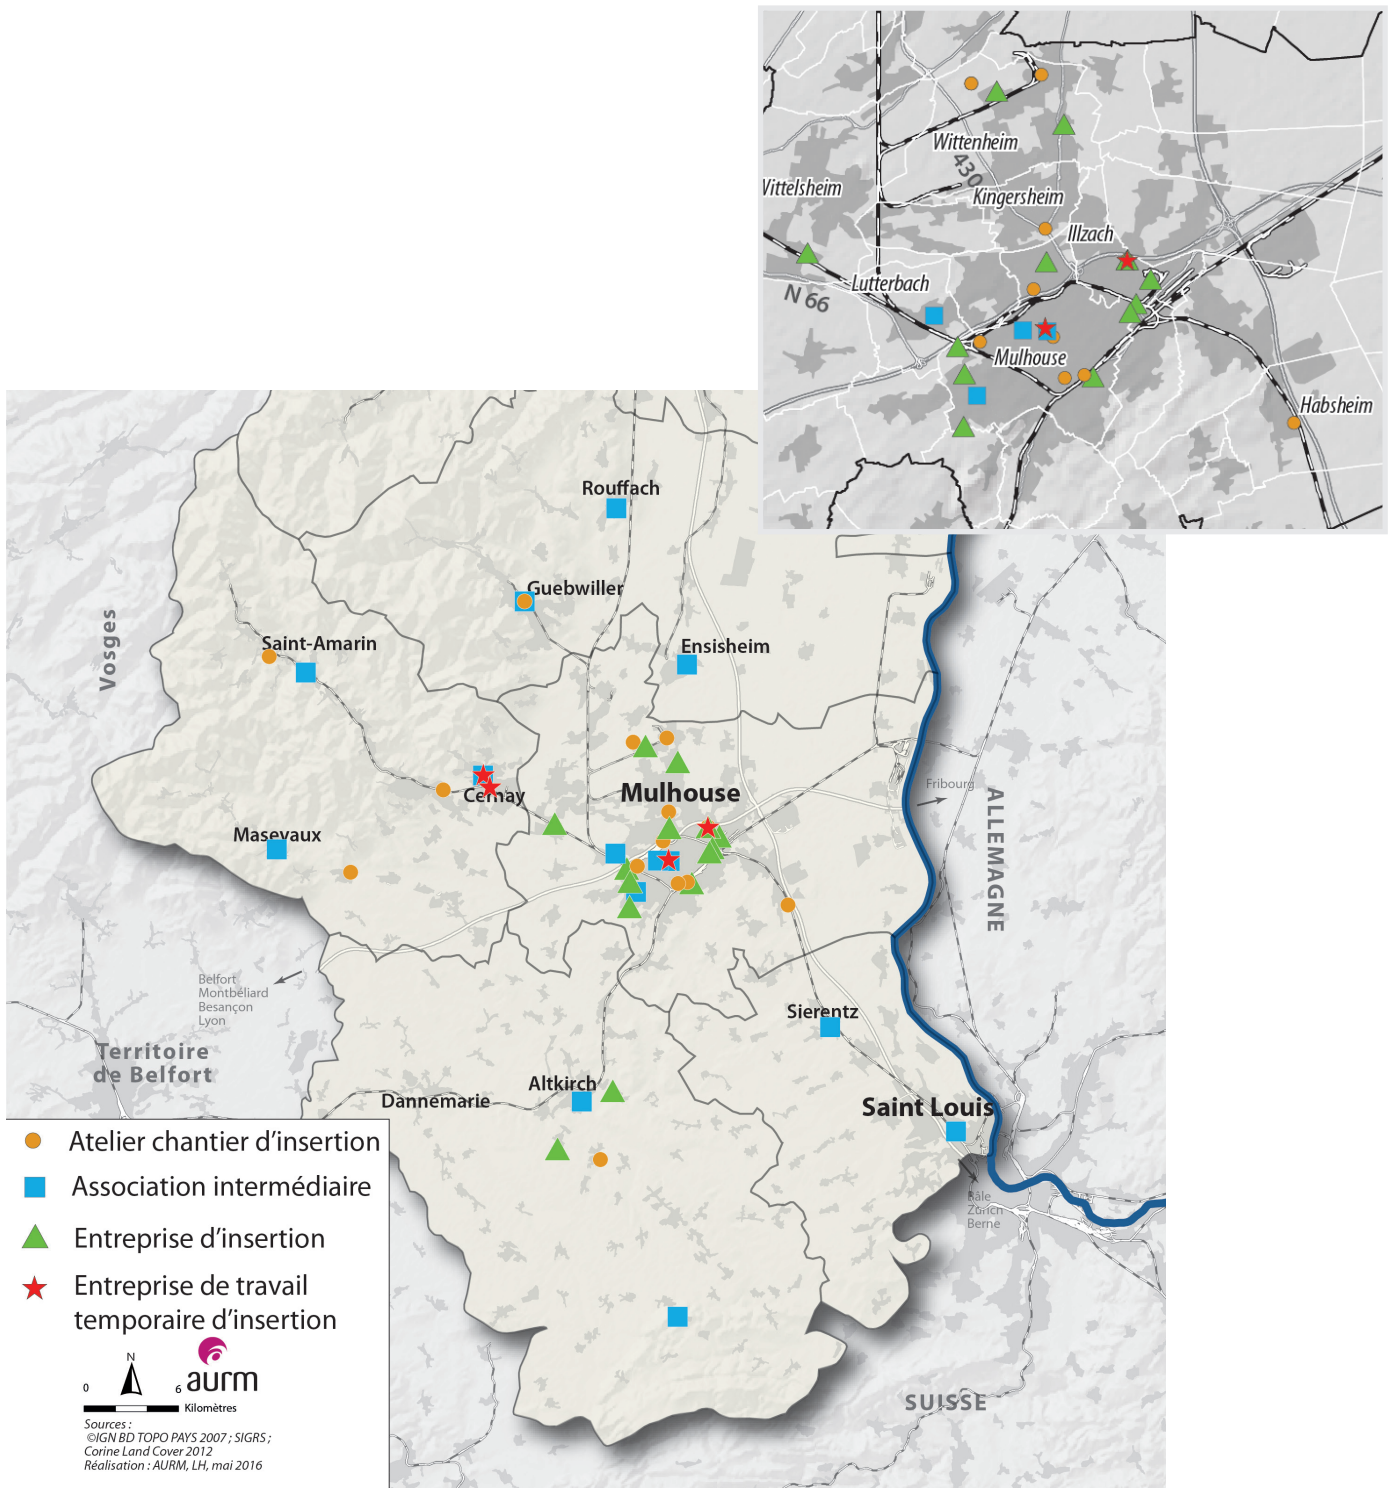 Wittenheim
430
Kingersheim
Vittelsheim
Illzach
Lutterbach
N 66
Mulhouse
Habsheim
Rouffach
Guebwiller
Saint-Amarin
Ensisheim
Vosges
Mulhouse
Cernay
Fribourg
ALLEMAGNE
Masevaux
Belfort
Montbéliard
Besançon
Lyon
Sierentz
Territoire
de Belfort
Altkirch
Dannemarie
Saint Louis
Bâle
Zürich
Berne
SUISSE
Atelier chantier d'insertion
Association intermédiaire
Entreprise d'insertion
Entreprise de travail
temporaire d'insertion
N
aurm
0 6
Kilomètres
Sources :
©IGN BD TOPO PAYS 2007 ; SIGRS ;
Corine Land Cover 2012
Réalisation : AURM, LH, mai 2016